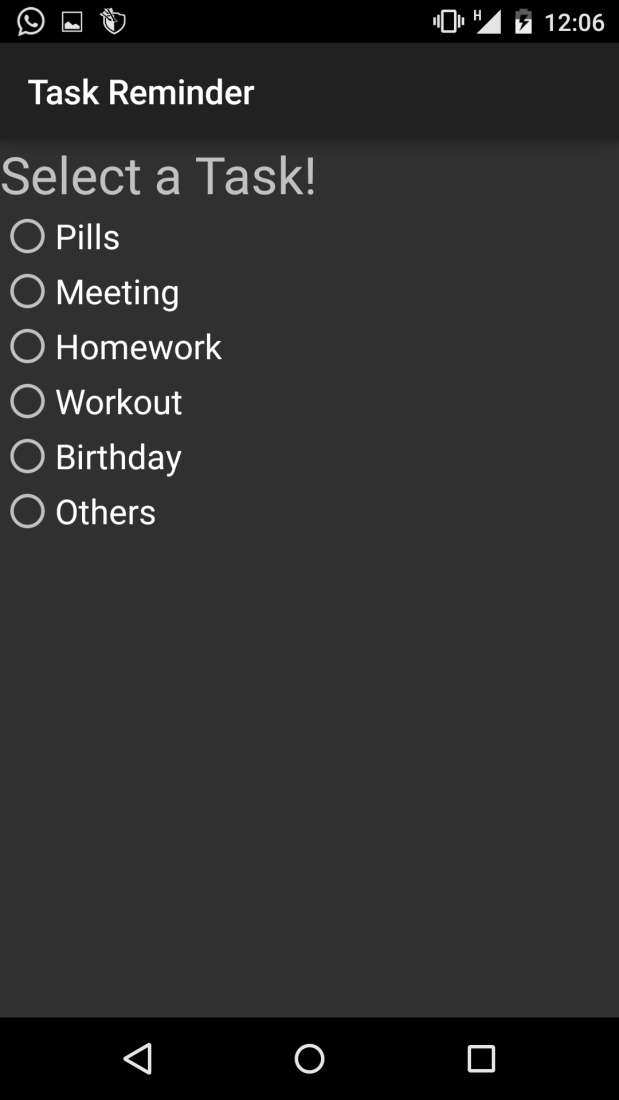 H 12:06
Task Reminder
Select a Task!
Pills
Meeting
Homework
Workout
Birthday
Others